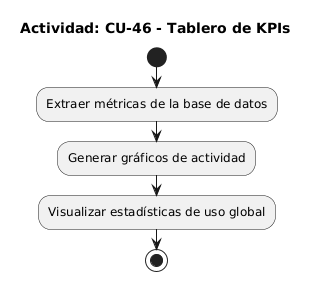 Actividad: CU-46 - Tablero de KPIs
Extraer métricas de la base de datos
Generar gráficos de actividad
Visualizar estadísticas de uso global